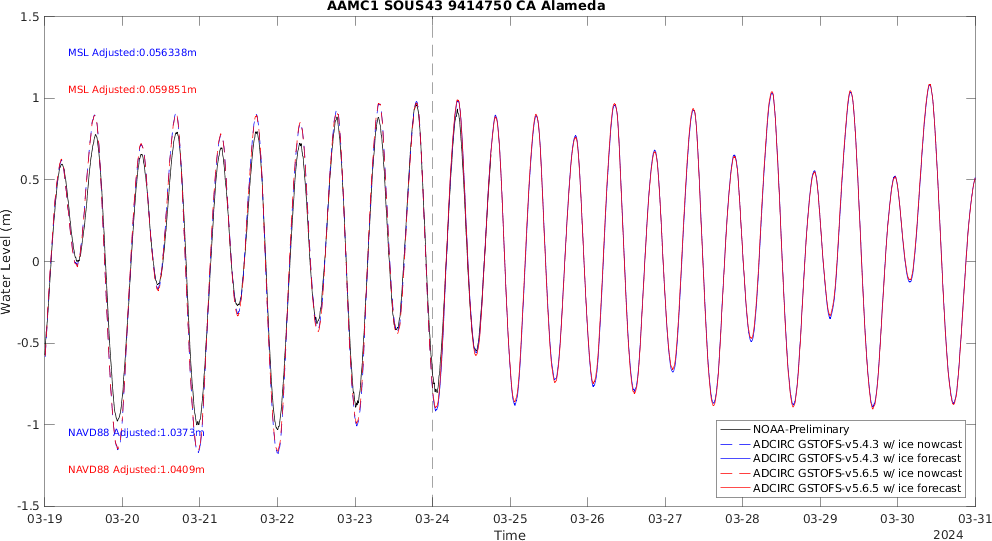 AAMC1 SOUS43 9414750 CA Alameda
1.5
MSL Adjusted:0.056338m
MSL Adjusted:0.059851m
1
0.5
0
-0.5
-1
-1.5
Water Level (m)
NAVD88 Adjusted:1.0373m
NAVD88 Adjusted:1.0409m
NOAA-Preliminary
ADCIRC GSTOFS-v5.4.3 w/ ice nowcast
ADCIRC GSTOFS-v5.4.3 w/ ice forecast
ADCIRC GSTOFS-v5.6.5 w/ ice nowcast
ADCIRC GSTOFS-v5.6.5 w/ ice forecast
03-19 03-20 03-21 03-22 03-23 03-24 03-25 03-26 03-27 03-28 03-29 03-30 03-31
Time
2024